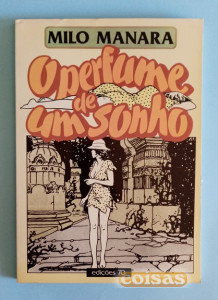 MILO MANARA
O perfume
de
um sonho
edições 70
coisas